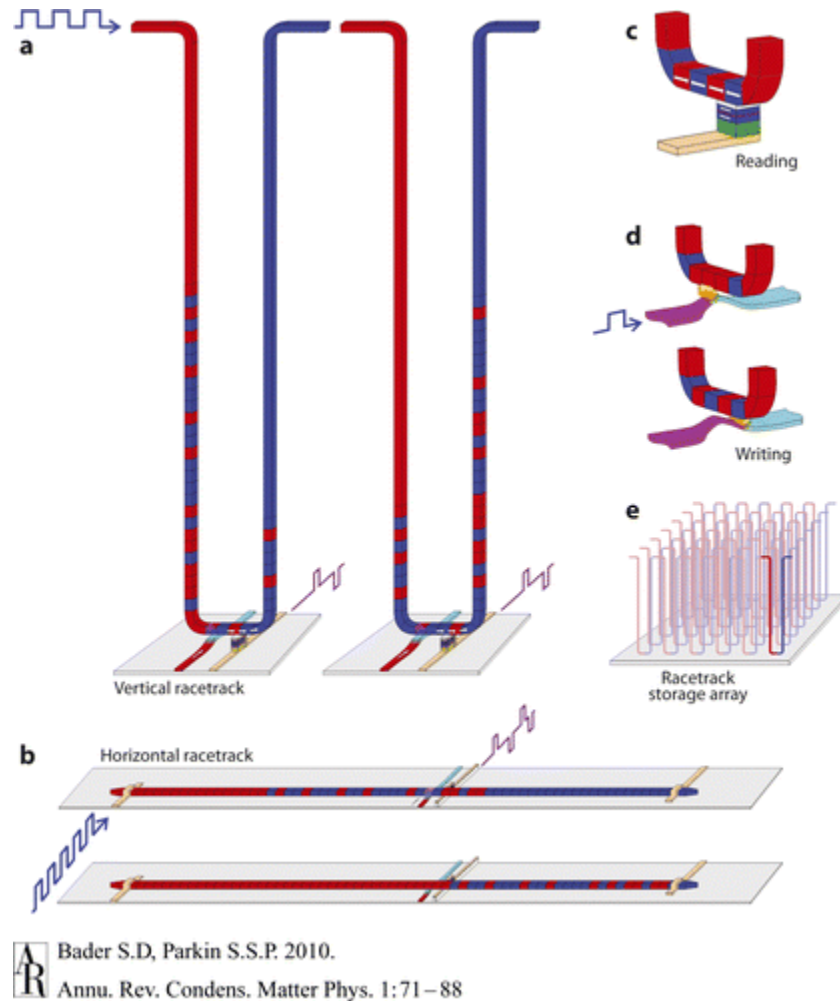 a
c
Reading
d
Writing
e
Vertical racetrack
Racetrack
storage array
b
Horizontal racetrack
AR
Bader S.D, Parkin S.S.P. 2010.
Annu. Rev. Condens. Matter Phys. 1:71–88